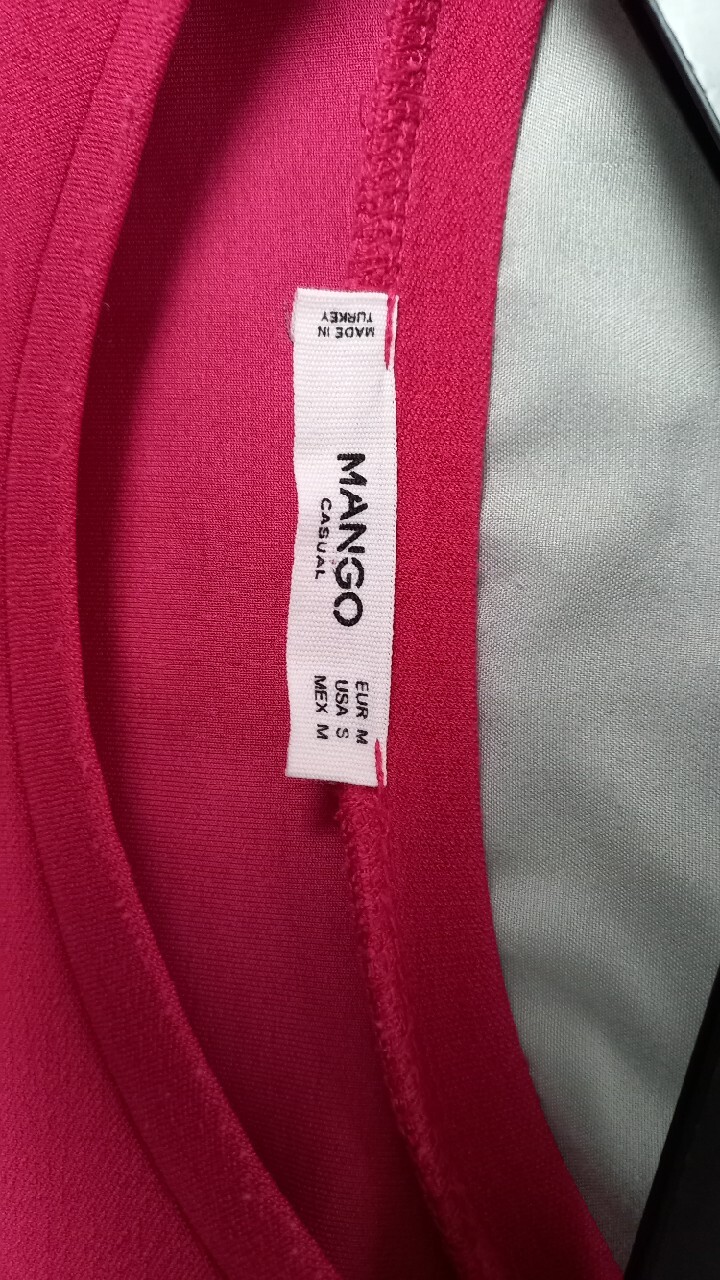 MADE IN
TURKEY
MANGO
CASUAL
EUR M
USA S
MEX M